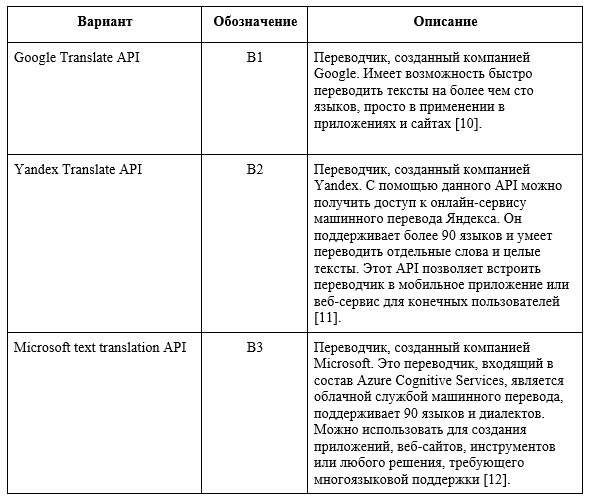 Вариант
Обозначение
Описание
Google Translate API
B1
Переводчик, созданный компанией
Google. Имеет возможность быстро
переводить тексты на более чем сто
языков, просто в применении в
приложениях и сайтах [10].
Yandex Translate API
B2
Переводчик, созданный компанией
Yandex. С помощью данного API можно
получить доступ к онлайн-сервису
машинного перевода Яндекса. Он
поддерживает более 90 языков и умеет
переводить отдельные слова и целые
тексты. Этот API позволяет встроить
переводчик в мобильное приложение или
веб-сервис для конечных пользователей
[11].
Microsoft text translation API
B3
Переводчик, созданный компанией
Microsoft. Это переводчик, входящий в
состав Azure Cognitive Services, является
облачной службой машинного перевода,
поддерживает 90 языков и диалектов.
Можно использовать для создания
приложений, веб-сайтов, инструментов
или любого решения, требующего
многоязыковой поддержки [12].